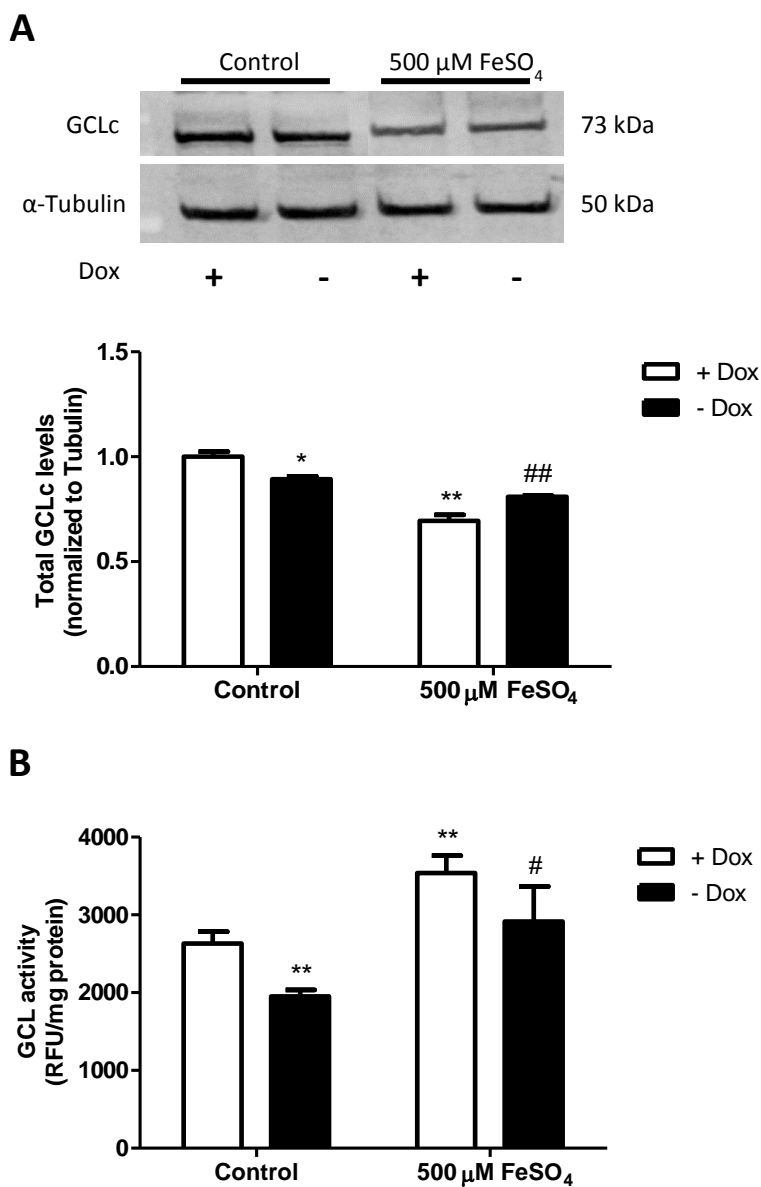 A
Control 500 μM FeSO4
GCLc 73 kDa
α-Tubulin 50 kDa
Dox + - + -
Total GCLc levels
(normalized to Tubulin)
1.5
1.0
0.5
0.0
* ** ##
Control 500 μM FeSO4
+ Dox
- Dox
B
GCL activity
(RFU/mg protein)
4000
3000
2000
1000
0
** ** #
Control 500 μM FeSO4
+ Dox
- Dox